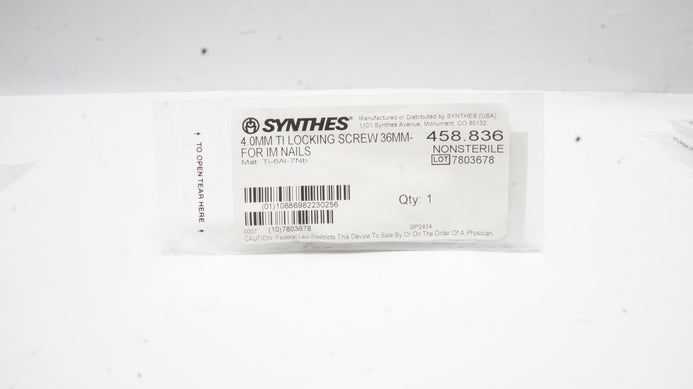 TO OPEN TEAR HERE
SYNTHES®
Manufactured or Distributed by SYNTHES (USA)
1101 Synthes Avenue, Monument, CO 80132
4.0MM TI LOCKING SCREW 36MM-
FOR IM NAILS
Mat: Ti-6Al-7Nb
458.836
NONSTERILE
LOT 7803678
(01)10886982230256
Qty: 1
(10)7803678
0007
GP2434
CAUTION: Federal Law Restricts This Device To Sale By Or On The Order Of A Physician.